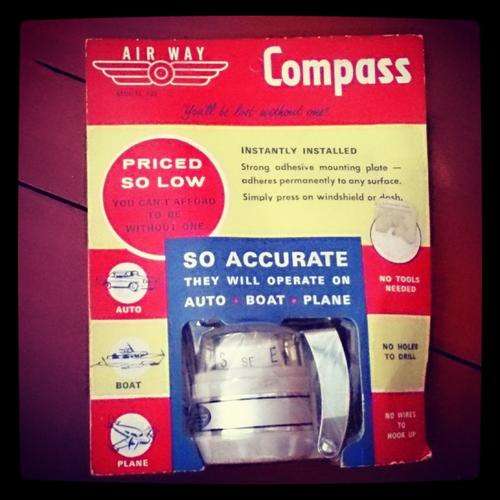 AIR WAY
Compass
"You'll be lost without one!"
PRICED
SO LOW
YOU CAN'T AFFORD
TO BE
WITHOUT ONE
INSTANTLY INSTALLED
Strong adhesive mounting plate —
adheres permanently to any surface.
Simply press on windshield or dash.
SO ACCURATE
THEY WILL OPERATE ON
AUTO • BOAT • PLANE
AUTO
BOAT
PLANE
NO TOOLS
NEEDED
NO HOLES
TO DRILL
NO WIRES
TO
HOOK UP
S SE E